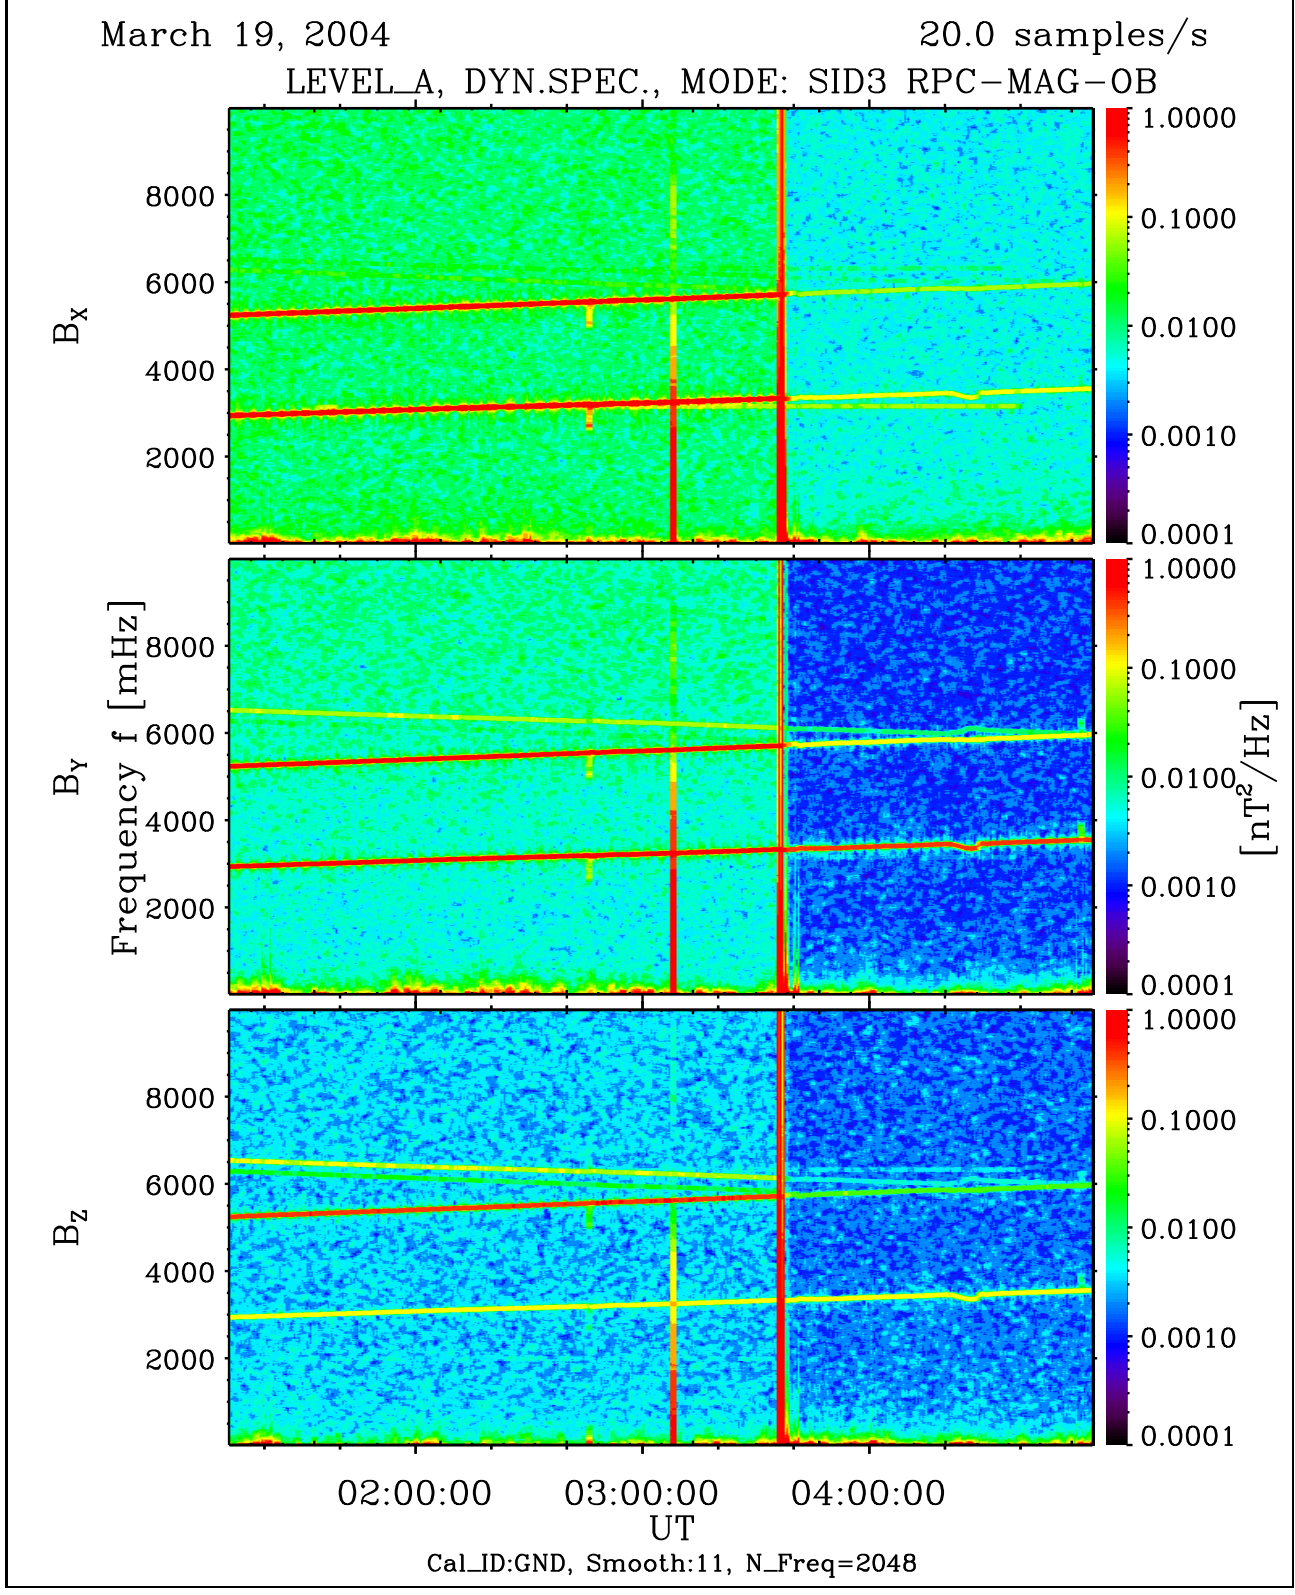 March 19, 2004 20.0 samples/s
LEVEL_A, DYN.SPEC., MODE: SID3 RPC-MAG-OB
B_X
8000
6000
4000
2000
1.0000
0.1000
0.0100
0.0010
0.0001
Frequency f [mHz]
B_Y
8000
6000
4000
2000
1.0000
0.1000
0.0100
0.0010
0.0001
[nT²/Hz]
B_Z
8000
6000
4000
2000
1.0000
0.1000
0.0100
0.0010
0.0001
02:00:00 03:00:00 04:00:00
UT
Cal_ID:GND, Smooth:11, N_Freq=2048